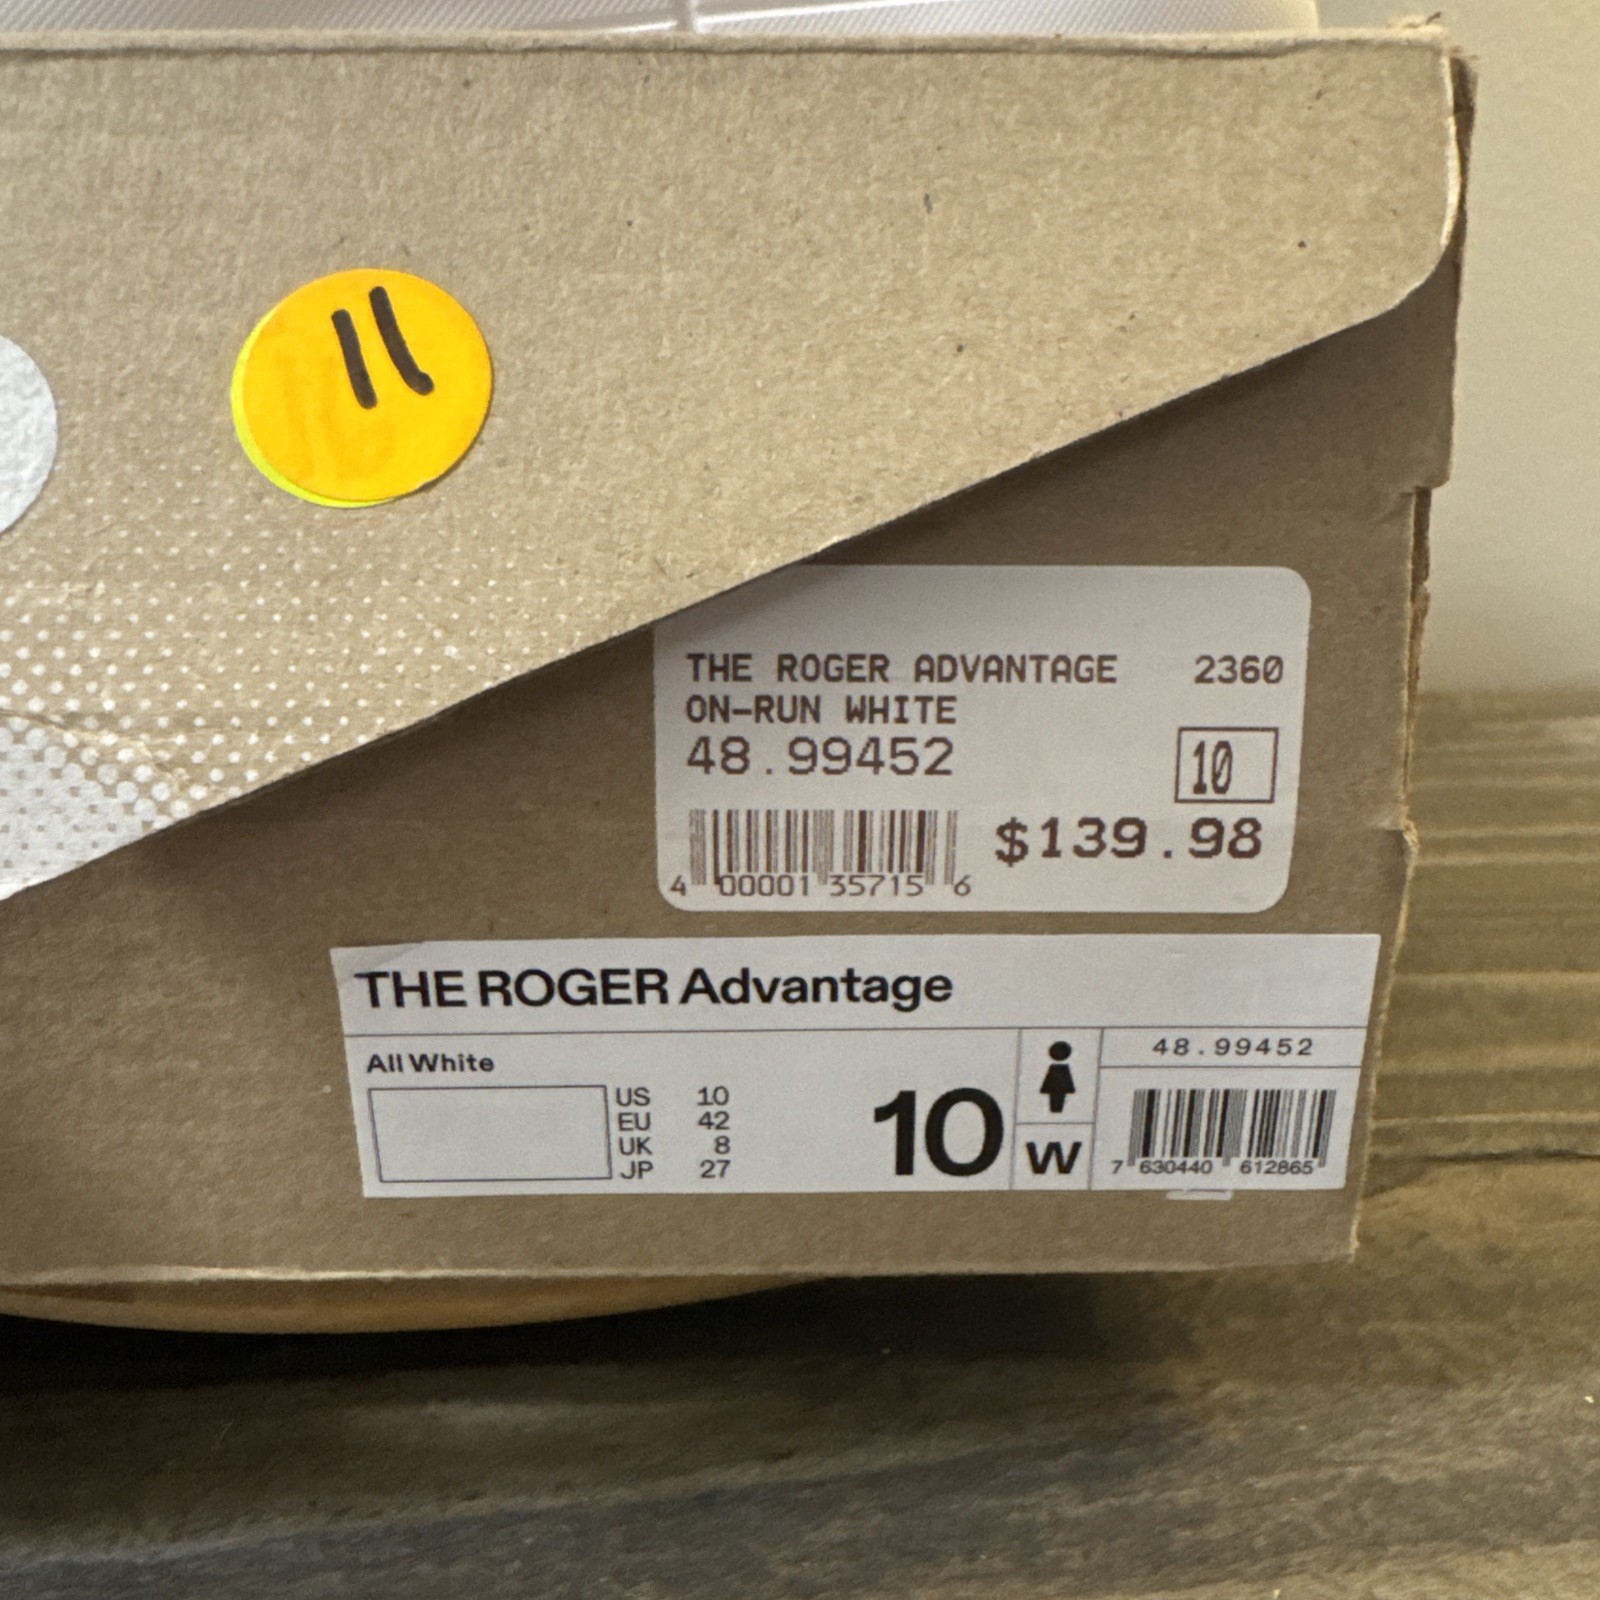 11
THE ROGER ADVANTAGE 2360
ON-RUN WHITE
48.99452
10
$139.98
4 00001 35715 6
THE ROGER Advantage
All White
48.99452
US 10
EU 42
UK 8
JP 27
10
W
7 630440 612865